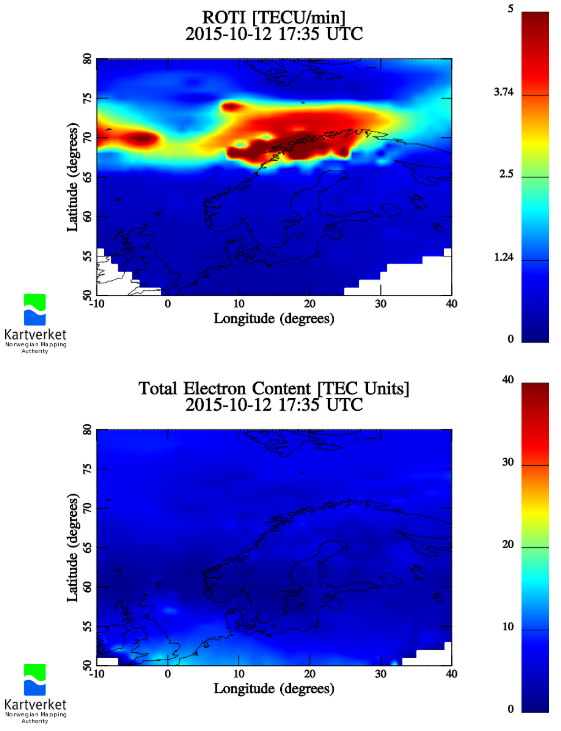 ROTI [TECU/min]
2015-10-12 17:35 UTC
Latitude (degrees)
80
75
70
65
60
55
50
-10
0
10
20
30
40
Longitude (degrees)
5
3.74
2.5
1.24
0
Kartverket
Norwegian Mapping
Authority
Total Electron Content [TEC Units]
2015-10-12 17:35 UTC
Latitude (degrees)
80
75
70
65
60
55
50
-10
0
10
20
30
40
Longitude (degrees)
40
30
20
10
0
Kartverket
Norwegian Mapping
Authority